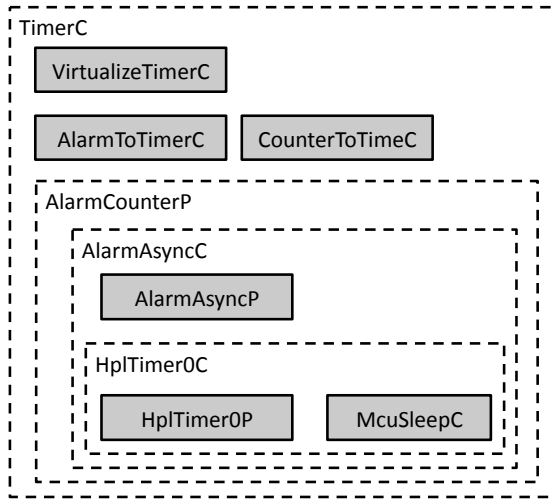 TimerC
VirtualizeTimerC
AlarmToTimerC CounterToTimeC
AlarmCounterP
AlarmAsyncC
AlarmAsyncP
HplTimer0C
HplTimer0P McuSleepC